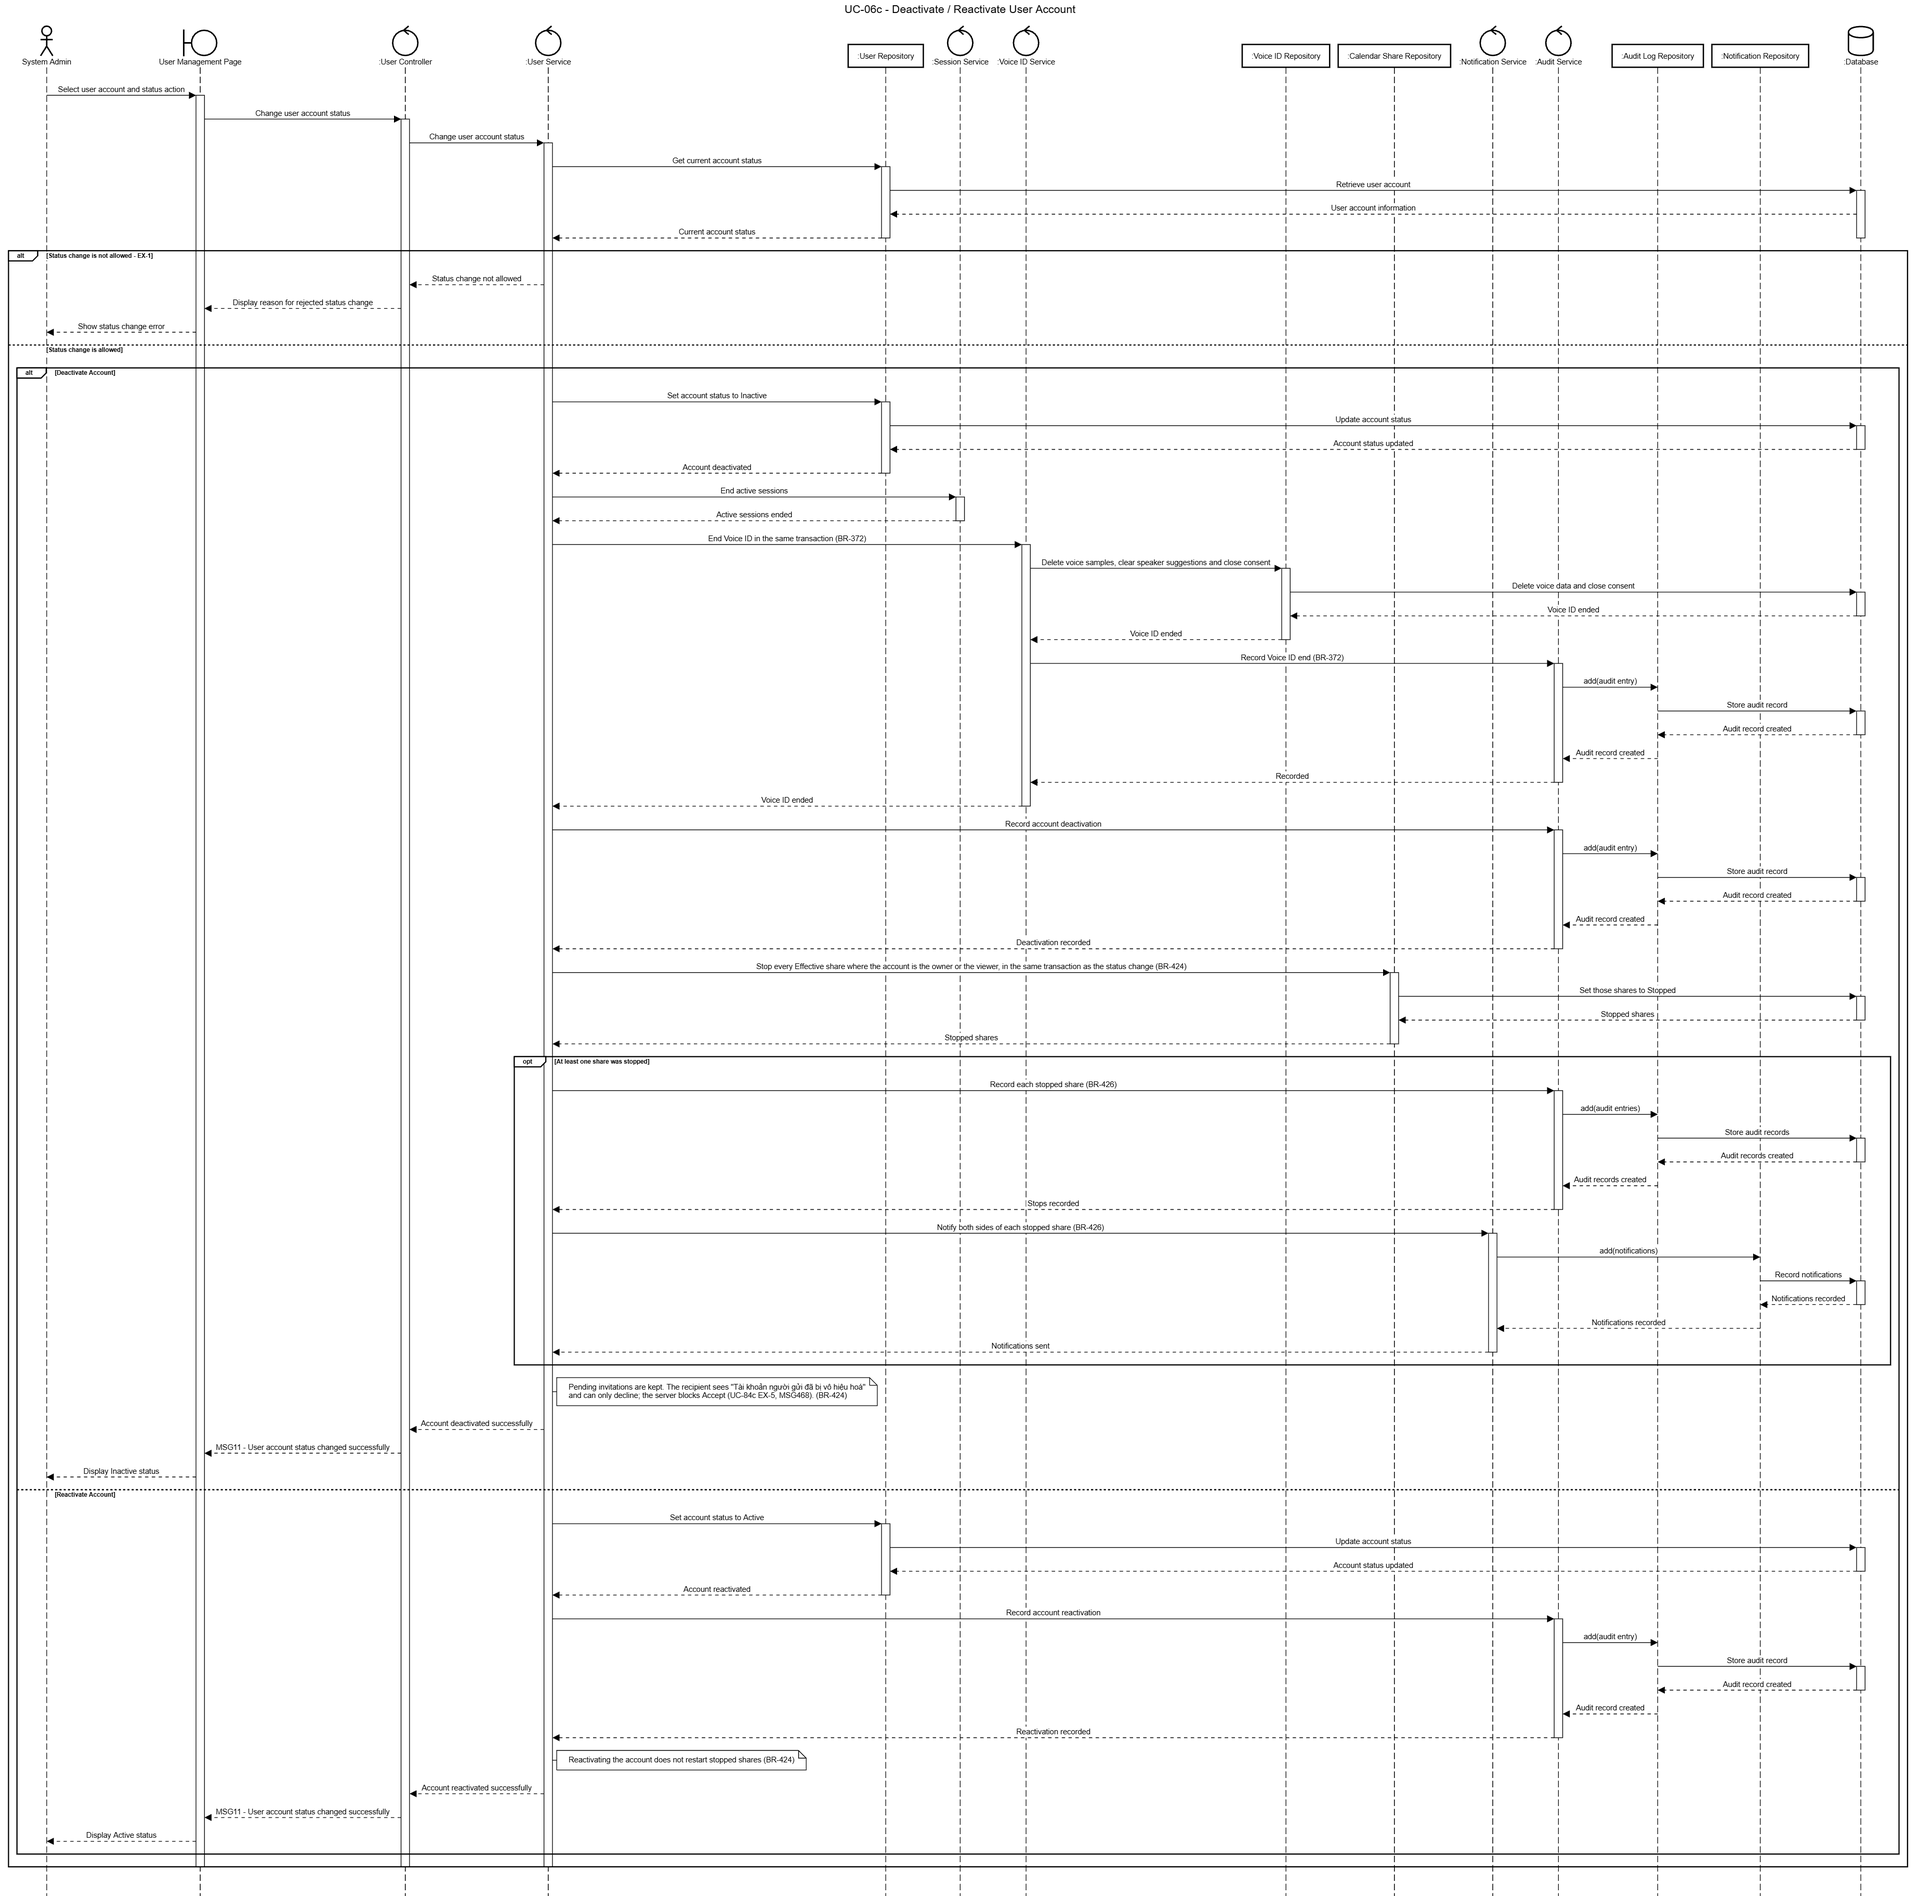 UC-06c - Deactivate / Reactivate User Account
System Admin
User Management Page
:User Controller
:User Service
:User Repository
:Session Service
:Voice ID Service
:Voice ID Repository
:Calendar Share Repository
:Notification Service
:Audit Service
:Audit Log Repository
:Notification Repository
:Database
Select user account and status action
Change user account status
Change user account status
Get current account status
Retrieve user account
User account information
Current account status
alt
[Status change is not allowed - EX-1]
Status change not allowed
Display reason for rejected status change
Show status change error
[Status change is allowed]
alt
[Deactivate Account]
Set account status to Inactive
Update account status
Account status updated
Account deactivated
End active sessions
Active sessions ended
End Voice ID in the same transaction (BR-372)
Delete voice samples, clear speaker suggestions and close consent
Delete voice data and close consent
Voice ID ended
Voice ID ended
Record Voice ID end (BR-372)
add(audit entry)
Store audit record
Audit record created
Audit record created
Recorded
Voice ID ended
Record account deactivation
add(audit entry)
Store audit record
Audit record created
Audit record created
Deactivation recorded
Stop every Effective share where the account is the owner or the viewer, in the same transaction as the status change (BR-424)
Set those shares to Stopped
Stopped shares
Stopped shares
opt
[At least one share was stopped]
Record each stopped share (BR-426)
add(audit entries)
Store audit records
Audit records created
Audit records created
Stops recorded
Notify both sides of each stopped share (BR-426)
add(notifications)
Record notifications
Notifications recorded
Notifications recorded
Notifications sent
Pending invitations are kept. The recipient sees "Tài khoản người gửi đã bị vô hiệu hoá"
and can only decline; the server blocks Accept (UC-84c EX-5, MSG468). (BR-424)
Account deactivated successfully
MSG11 - User account status changed successfully
Display Inactive status
[Reactivate Account]
Set account status to Active
Update account status
Account status updated
Account reactivated
Record account reactivation
add(audit entry)
Store audit record
Audit record created
Audit record created
Reactivation recorded
Reactivating the account does not restart stopped shares (BR-424)
Account reactivated successfully
MSG11 - User account status changed successfully
Display Active status